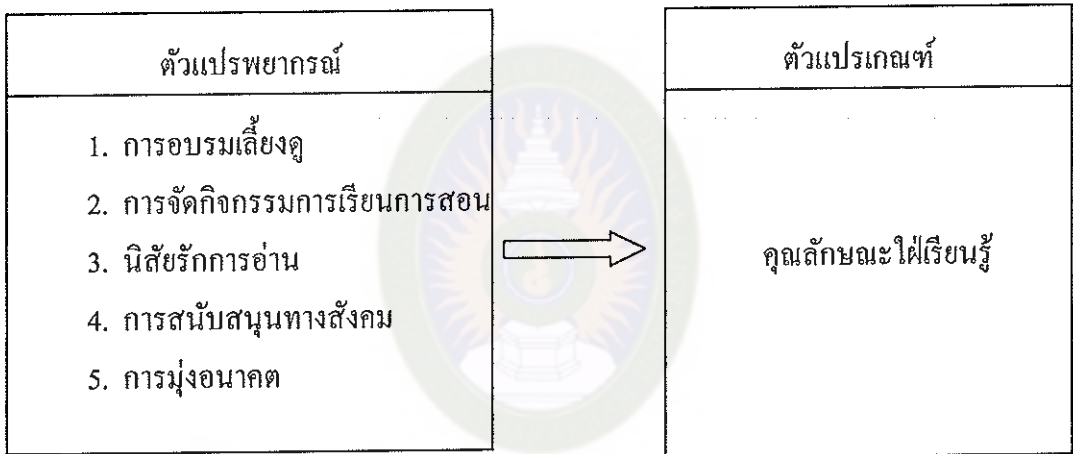 ตัวแปรพยากรณ์
1. การอบรมเลี้ยงดู
2. การจัดกิจกรรมการเรียนการสอน
3. นิสัยรักการอ่าน
4. การสนับสนุนทางสังคม
5. การมุ่งอนาคต
ตัวแปรเกณฑ์
คุณลักษณะใฝ่เรียนรู้